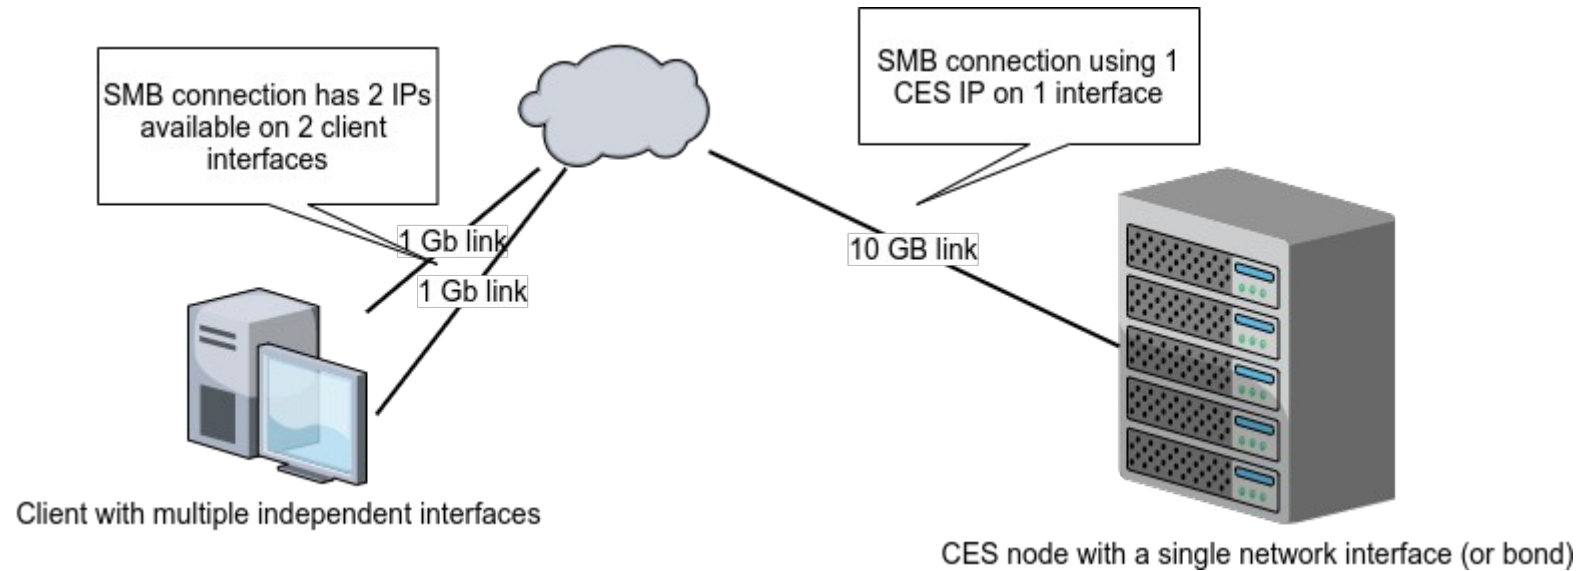 SMB connection has 2 IPs
available on 2 client
interfaces
SMB connection using 1
CES IP on 1 interface
1 Gb link
1 Gb link
10 GB link
Client with multiple independent interfaces
CES node with a single network interface (or bond)